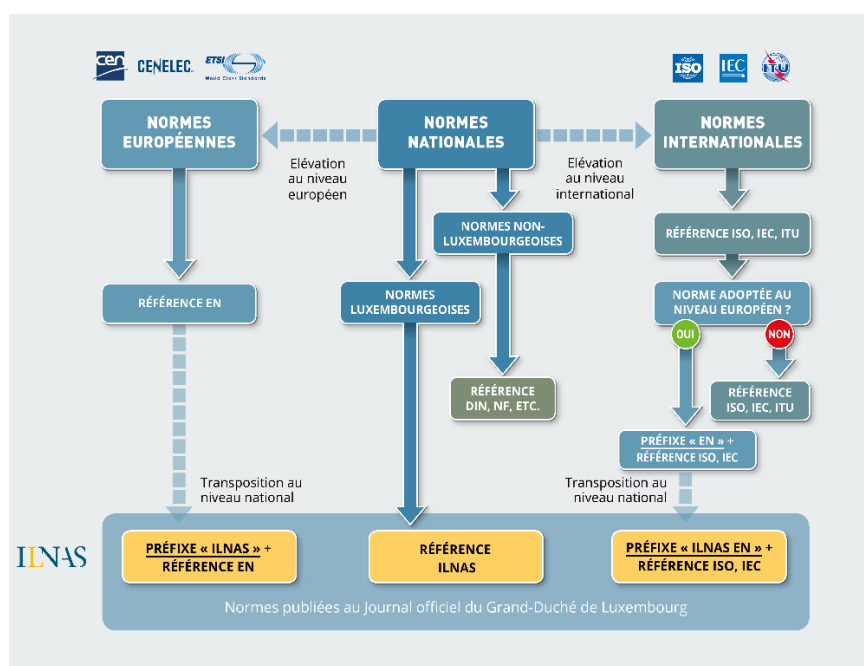 cen
CENELEC
ETSI
World Class Standards
ISO
IEC
ITU
NORMES
EUROPÉENNES
NORMES
NATIONALES
NORMES
INTERNATIONALES
Elévation
au niveau
européen
Elévation
au niveau
international
NORMES NON-
LUXEMBOURGEOISES
RÉFÉRENCE ISO, IEC, ITU
RÉFÉRENCE EN
NORMES
LUXEMBOURGEOISES
NORME ADOPTÉE AU
NIVEAU EUROPÉEN ?
OUI
NON
RÉFÉRENCE
DIN, NF, ETC.
RÉFÉRENCE
ISO, IEC, ITU
PRÉFIXE « EN » +
RÉFÉRENCE ISO, IEC
Transposition au
niveau national
Transposition au
niveau national
ILNAS
PRÉFIXE « ILNAS » +
RÉFÉRENCE EN
RÉFÉRENCE
ILNAS
PRÉFIXE « ILNAS EN » +
RÉFÉRENCE ISO, IEC
Normes publiées au Journal officiel du Grand-Duché de Luxembourg